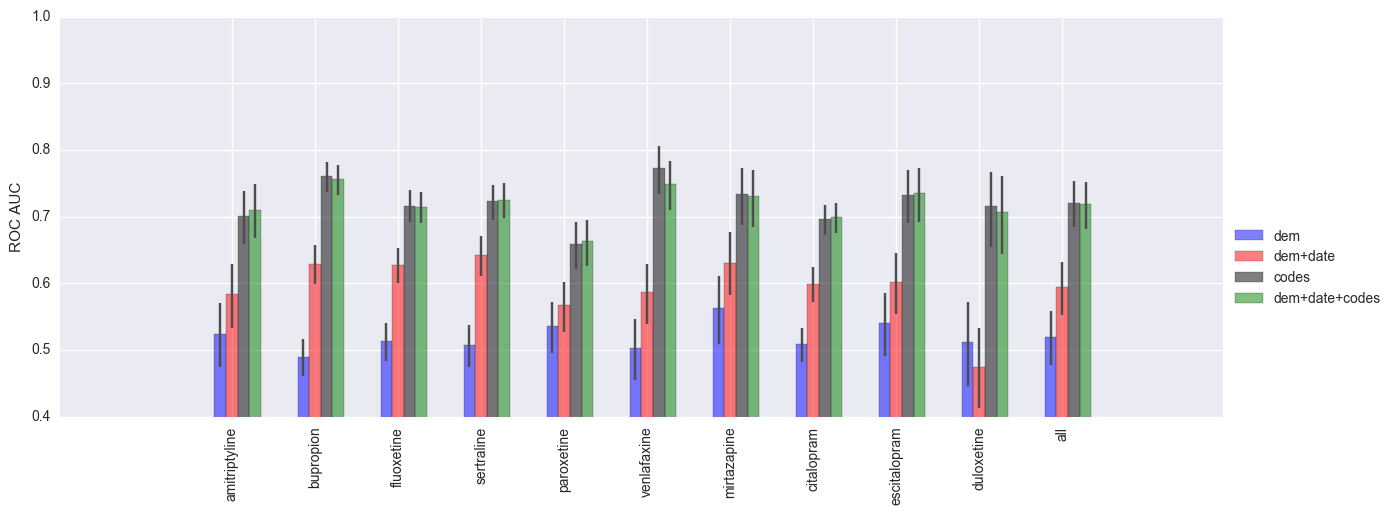 1.0
0.9
0.8
0.7
0.6
0.5
0.4
ROC AUC
amitriptyline
bupropion
fluoxetine
sertraline
paroxetine
venlafaxine
mirtazapine
citalopram
escitalopram
duloxetine
all
dem
dem+date
codes
dem+date+codes